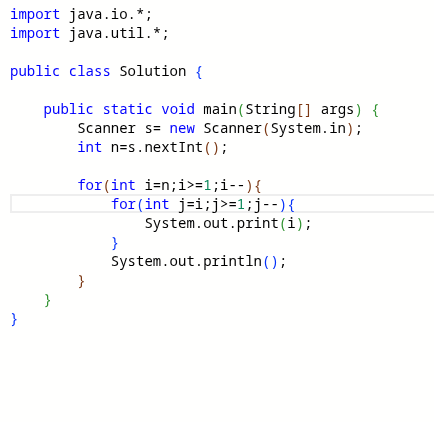 import java.io.*;
import java.util.*;

public class Solution {

    public static void main(String[] args) {
        Scanner s= new Scanner(System.in);
        int n=s.nextInt();

        for(int i=n;i>=1;i--){
            for(int j=i;j>=1;j--){
                System.out.print(i);
            }
            System.out.println();
        }
    }
}